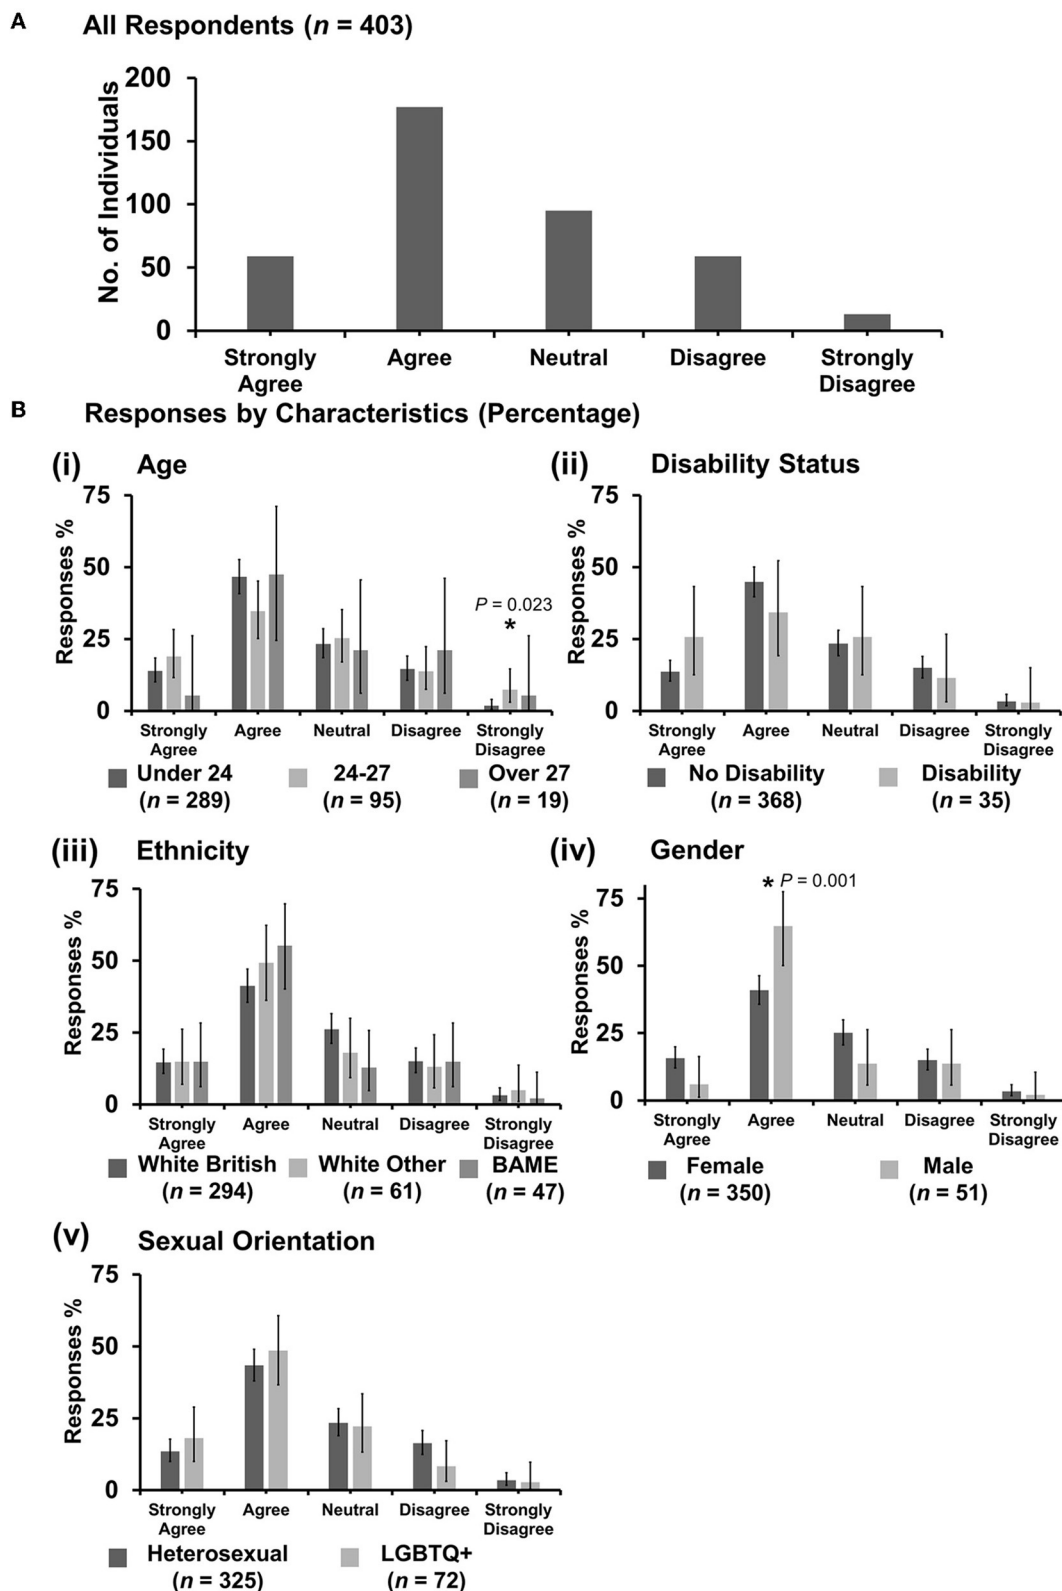 A
All Respondents (n = 403)
No. of Individuals
200
150
100
50
0
Strongly Agree
Agree
Neutral
Disagree
Strongly Disagree
B
Responses by Characteristics (Percentage)
(i) Age
Responses %
75
50
25
0
P = 0.023
*
Strongly Agree
Agree
Neutral
Disagree
Strongly Disagree
Under 24 (n = 289)
24-27 (n = 95)
Over 27 (n = 19)
(ii) Disability Status
Responses %
75
50
25
0
Strongly Agree
Agree
Neutral
Disagree
Strongly Disagree
No Disability (n = 368)
Disability (n = 35)
(iii) Ethnicity
Responses %
75
50
25
0
Strongly Agree
Agree
Neutral
Disagree
Strongly Disagree
White British (n = 294)
White Other (n = 61)
BAME (n = 47)
(iv) Gender
Responses %
75
50
25
0
* P = 0.001
Strongly Agree
Agree
Neutral
Disagree
Strongly Disagree
Female (n = 350)
Male (n = 51)
(v) Sexual Orientation
Responses %
75
50
25
0
Strongly Agree
Agree
Neutral
Disagree
Strongly Disagree
Heterosexual (n = 325)
LGBTQ+ (n = 72)